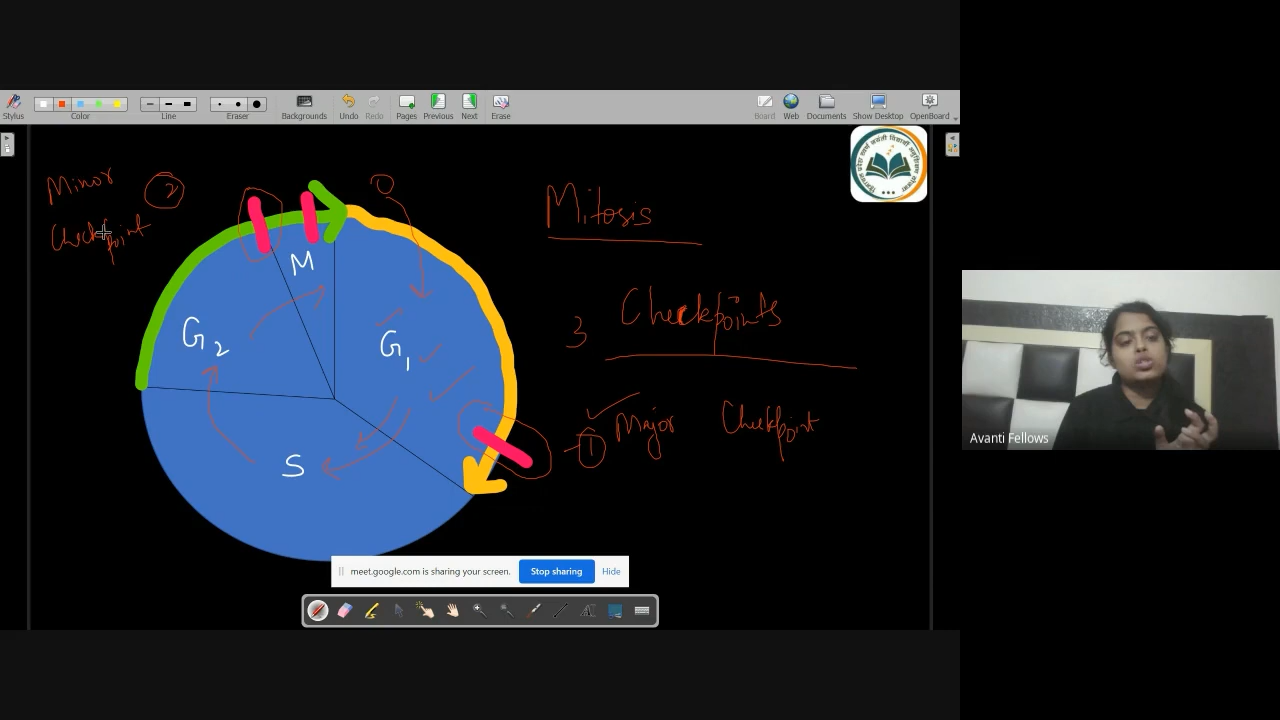 Stylus
Color
Line
Eraser
Backgrounds
Undo
Redo
Pages
Previous
Next
Erase
Board
Web
Documents
Show Desktop
OpenBoard
Minor
2
Checkpoint
Mitosis
M
3 Checkpoints
G2
G1
1 Major Checkpoint
S
Avanti Fellows
meet.google.com is sharing your screen.
Stop sharing
Hide